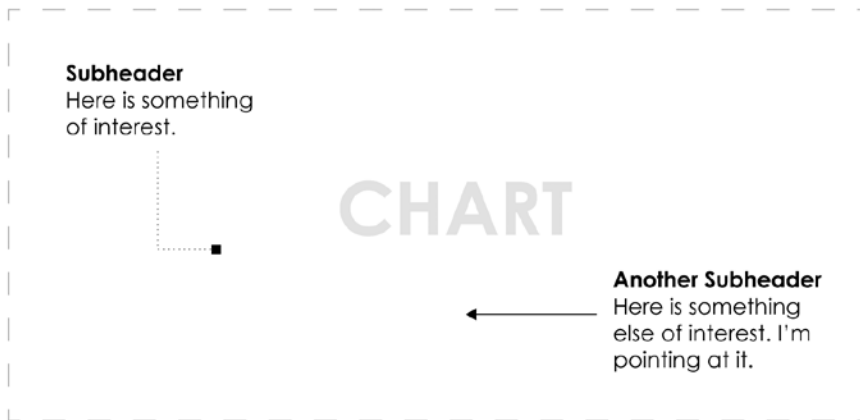 Subheader
Here is something
of interest.
CHART
Another Subheader
Here is something
else of interest. I'm
pointing at it.